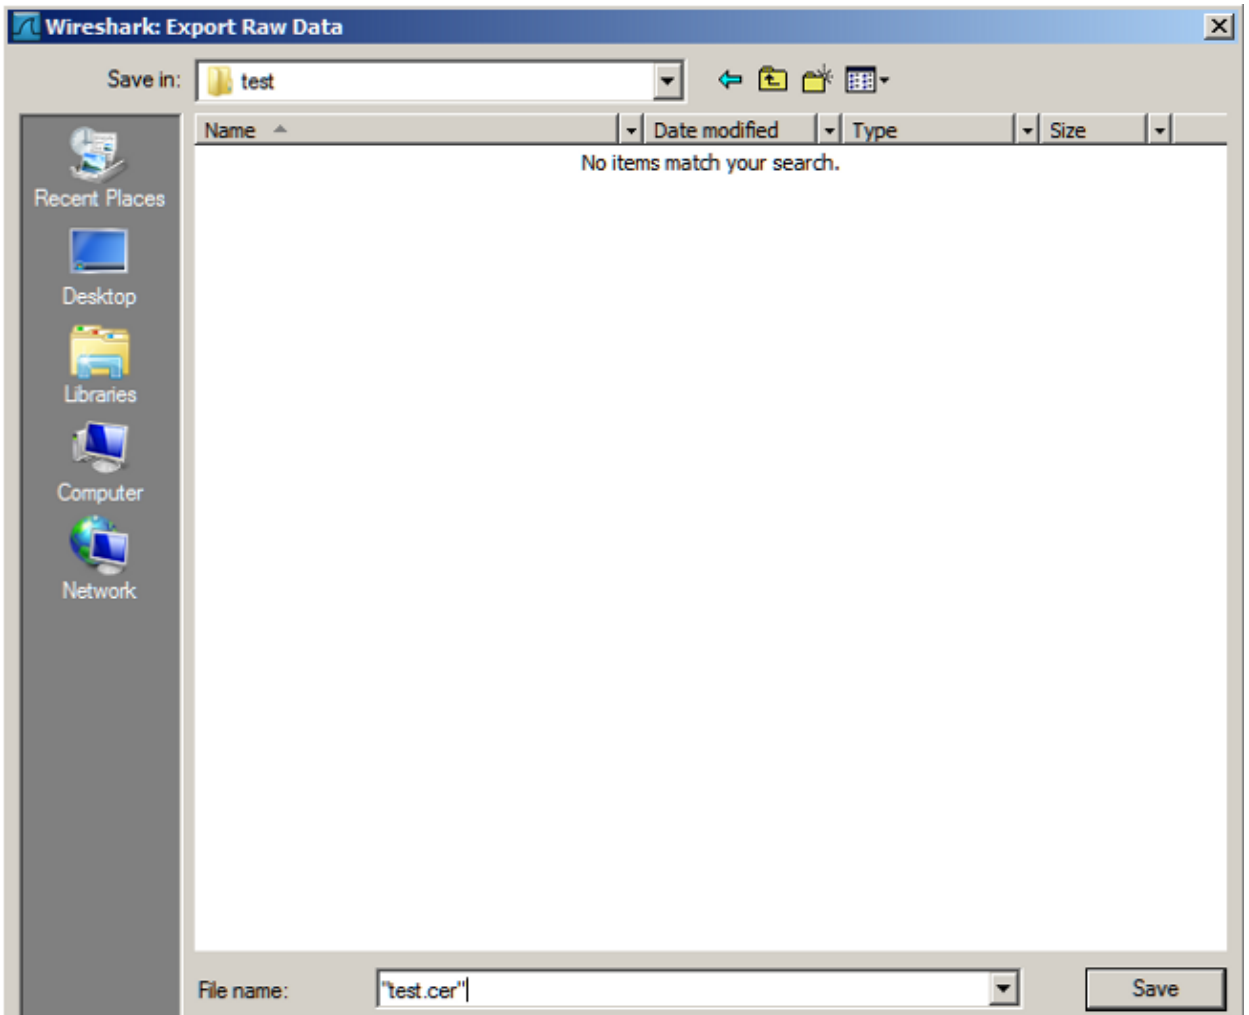 Wireshark: Export Raw Data
Save in: test
Name Date modified Type Size
No items match your search.
Recent Places
Desktop
Libraries
Computer
Network
File name: "test.cer" Save